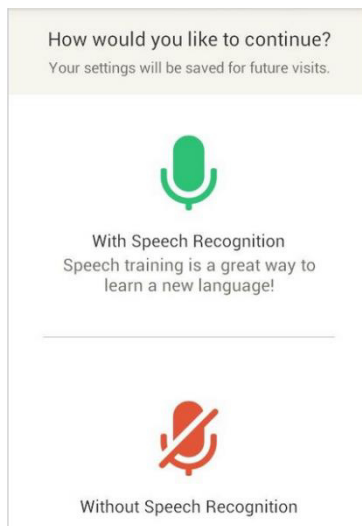 How would you like to continue?
Your settings will be saved for future visits.
With Speech Recognition
Speech training is a great way to
learn a new language!
Without Speech Recognition